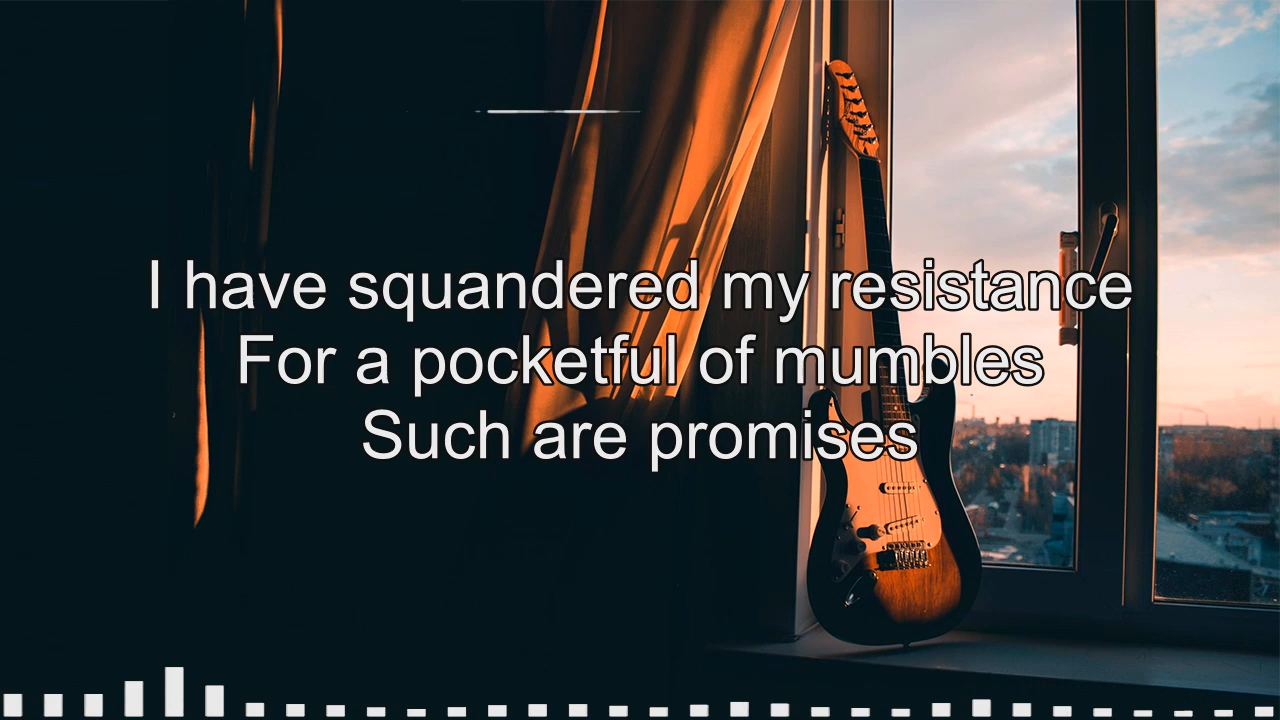 I have squandered my resistance
For a pocketful of mumbles
Such are promises